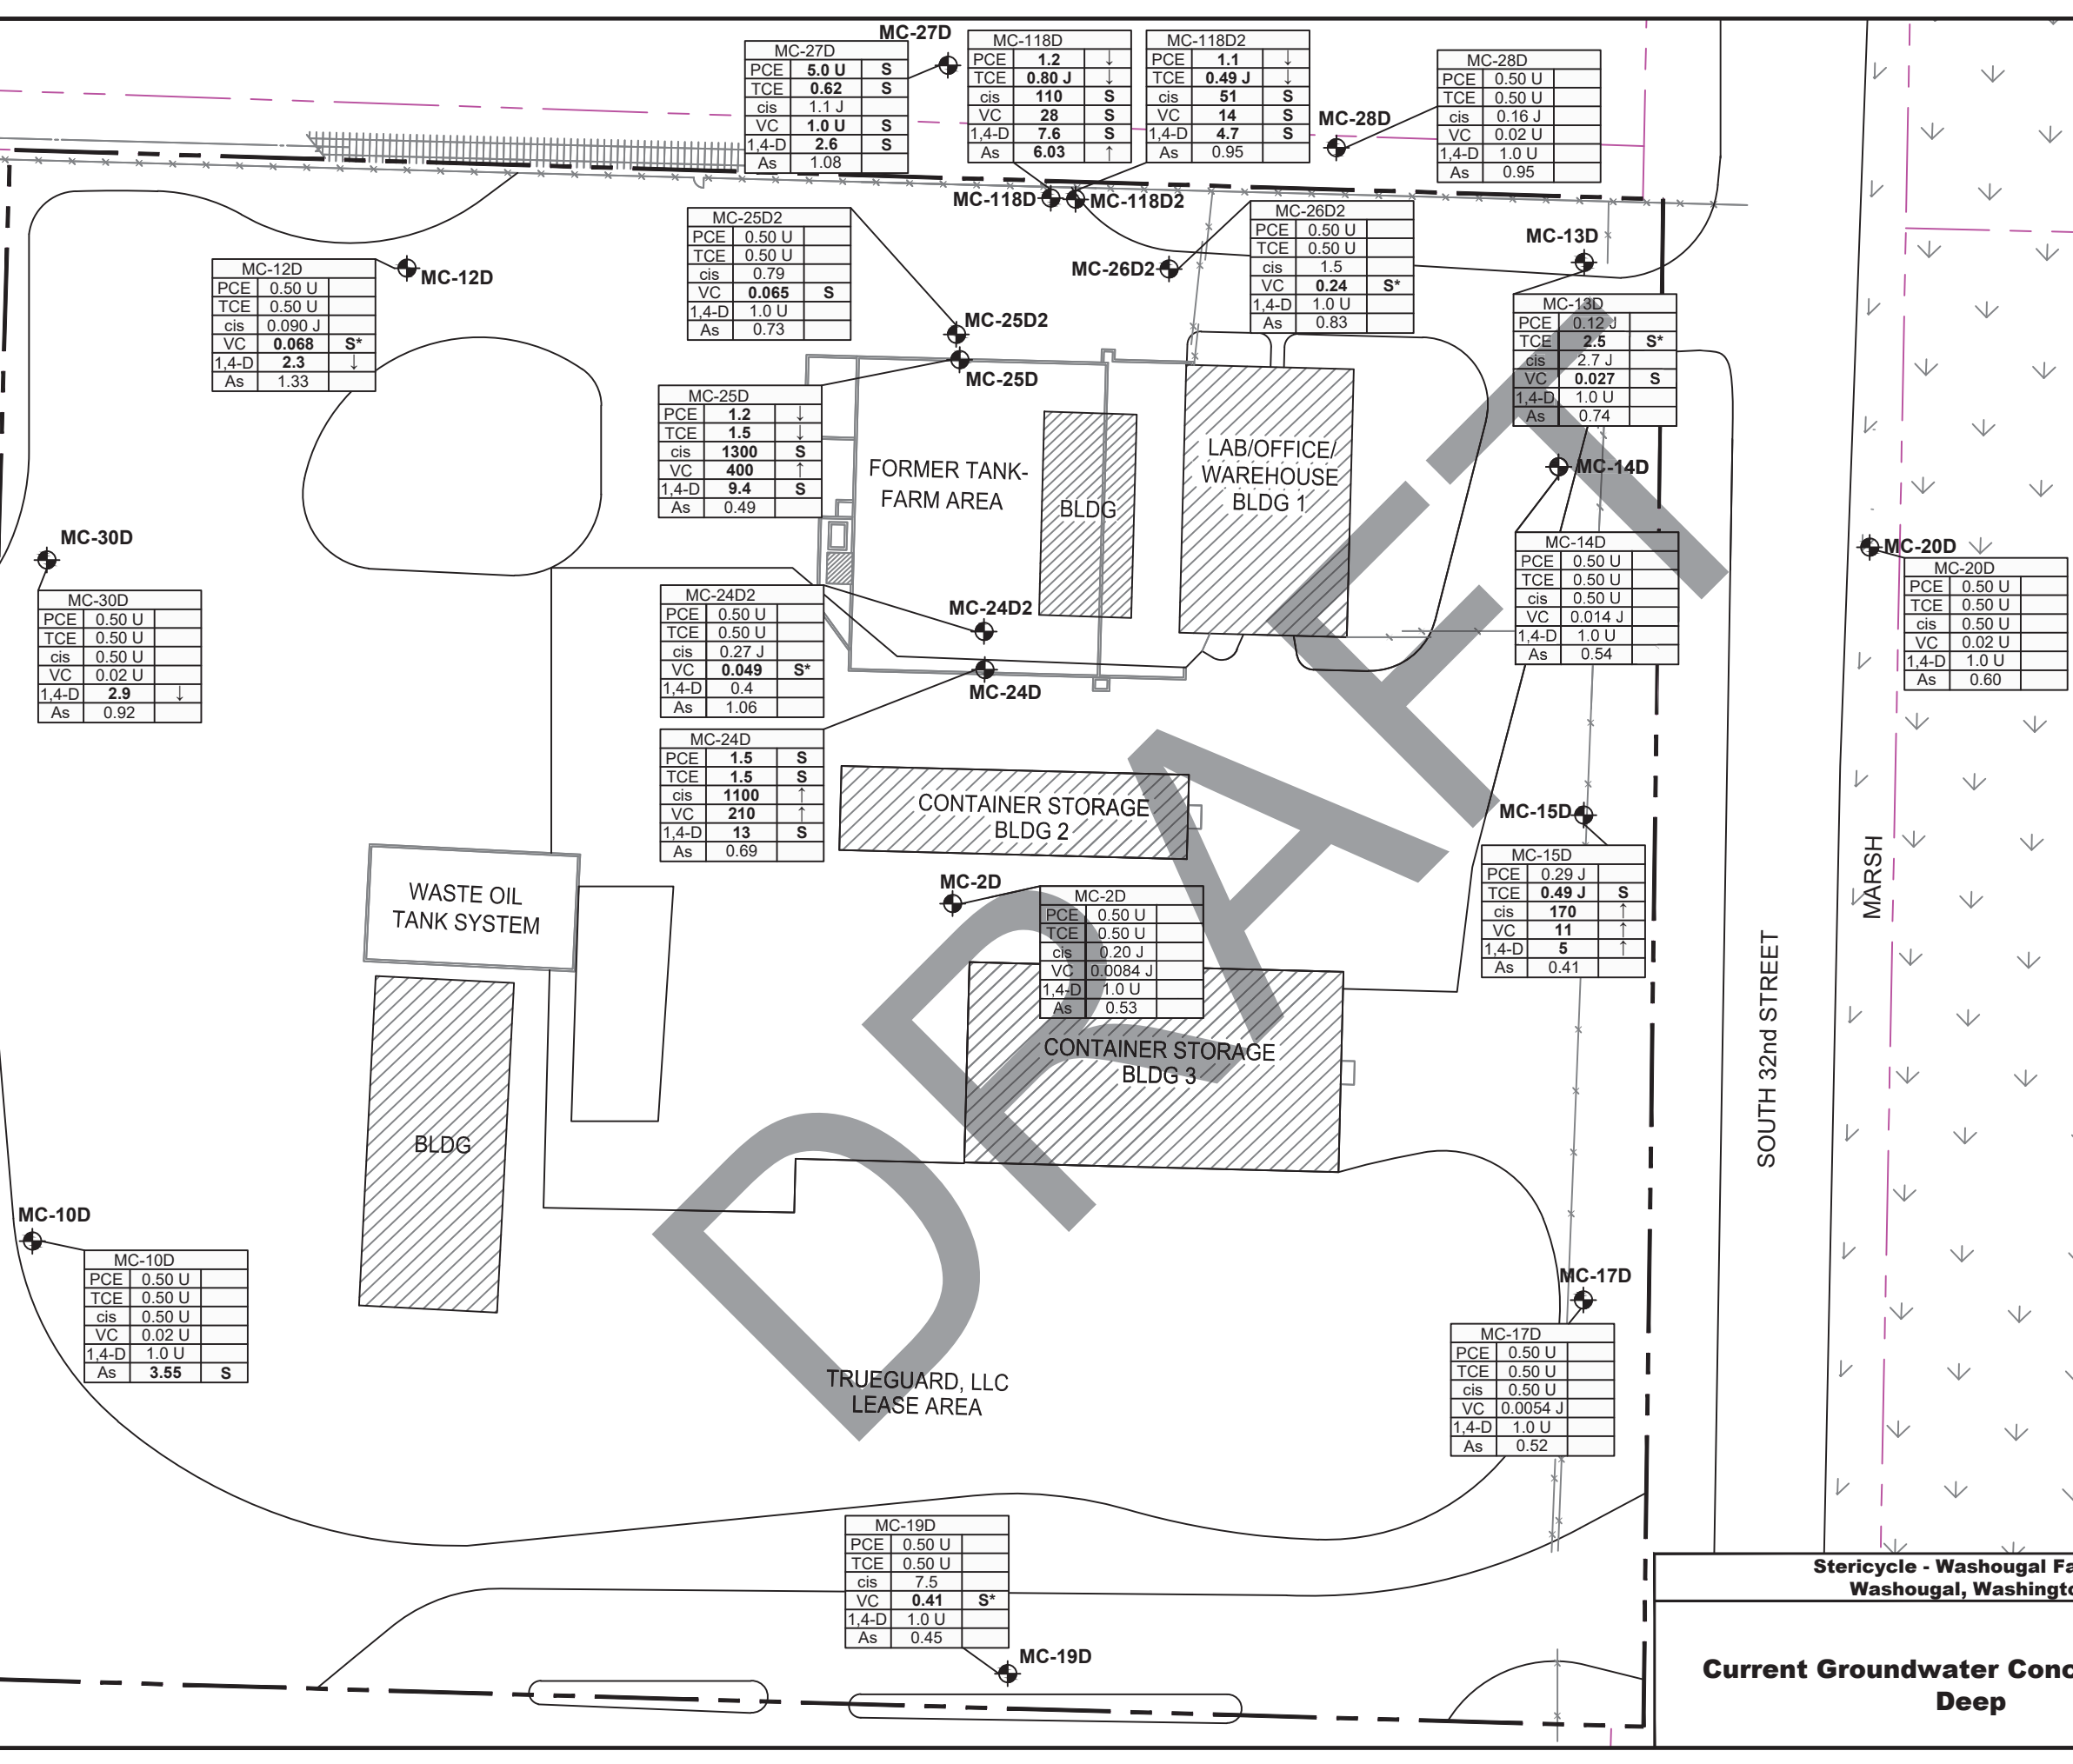 MC-27D
MC-27D
PCE 5.0 U S
TCE 0.62 S
cis 1.1 J
VC 1.0 U S
1,4-D 2.6 S
As 1.08
MC-118D
PCE 1.2 ↓
TCE 0.80 J ↓
cis 110 S
VC 28 S
1,4-D 7.6 S
As 6.03 ↑
MC-118D2
PCE 1.1 ↓
TCE 0.49 J ↓
cis 51 S
VC 14 S
1,4-D 4.7 S
As 0.95
MC-28D
PCE 0.50 U
TCE 0.50 U
cis 0.16 J
VC 0.02 U
1,4-D 1.0 U
As 0.95
MC-28D
MC-118D
MC-118D2
MC-25D2
PCE 0.50 U
TCE 0.50 U
cis 0.79
VC 0.065 S
1,4-D 1.0 U
As 0.73
MC-26D2
PCE 0.50 U
TCE 0.50 U
cis 1.5
VC 0.24 S*
1,4-D 1.0 U
As 0.83
MC-26D2
MC-13D
MC-13D
PCE 0.12 J
TCE 2.5 S*
cis 2.7 J
VC 0.027 S
1,4-D 1.0 U
As 0.74
MC-12D
PCE 0.50 U
TCE 0.50 U
cis 0.090 J
VC 0.068 S*
1,4-D 2.3 ↓
As 1.33
MC-12D
MC-25D2
MC-25D
MC-25D
PCE 1.2 ↓
TCE 1.5 ↓
cis 1300 S
VC 400 ↑
1,4-D 9.4 S
As 0.49
FORMER TANK-
FARM AREA
BLDG
LAB/OFFICE/
WAREHOUSE
BLDG 1
MC-14D
MC-14D
PCE 0.50 U
TCE 0.50 U
cis 0.50 U
VC 0.014 J
1,4-D 1.0 U
As 0.54
MC-20D
MC-20D
PCE 0.50 U
TCE 0.50 U
cis 0.50 U
VC 0.02 U
1,4-D 1.0 U
As 0.60
MC-30D
MC-30D
PCE 0.50 U
TCE 0.50 U
cis 0.50 U
VC 0.02 U
1,4-D 2.9 ↓
As 0.92
MC-24D2
PCE 0.50 U
TCE 0.50 U
cis 0.27 J
VC 0.049 S*
1,4-D 0.4
As 1.06
MC-24D2
MC-24D
MC-24D
PCE 1.5 S
TCE 1.5 S
cis 1100 ↑
VC 210 ↑
1,4-D 13 S
As 0.69
CONTAINER STORAGE
BLDG 2
MC-15D
MC-15D
PCE 0.29 J
TCE 0.49 J S
cis 170 ↑
VC 11 ↑
1,4-D 5 ↑
As 0.41
WASTE OIL
TANK SYSTEM
MC-2D
MC-2D
PCE 0.50 U
TCE 0.50 U
cis 0.20 J
VC 0.0084 J
1,4-D 1.0 U
As 0.53
CONTAINER STORAGE
BLDG 3
BLDG
MARSH
SOUTH 32nd STREET
DRAFT
MC-10D
MC-10D
PCE 0.50 U
TCE 0.50 U
cis 0.50 U
VC 0.02 U
1,4-D 1.0 U
As 3.55 S
MC-17D
MC-17D
PCE 0.50 U
TCE 0.50 U
cis 0.50 U
VC 0.0054 J
1,4-D 1.0 U
As 0.52
TRUEGUARD, LLC
LEASE AREA
MC-19D
PCE 0.50 U
TCE 0.50 U
cis 7.5
VC 0.41 S*
1,4-D 1.0 U
As 0.45
MC-19D
Stericycle - Washougal Fa
Washougal, Washingto
Current Groundwater Conc
Deep